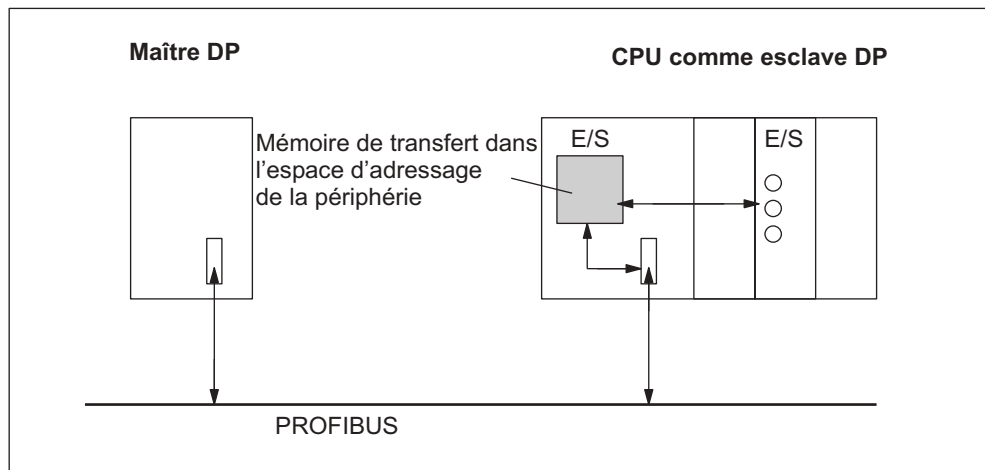 Maître DP
CPU comme esclave DP
Mémoire de transfert dans
l'espace d'adressage
de la périphérie
E/S
E/S
PROFIBUS